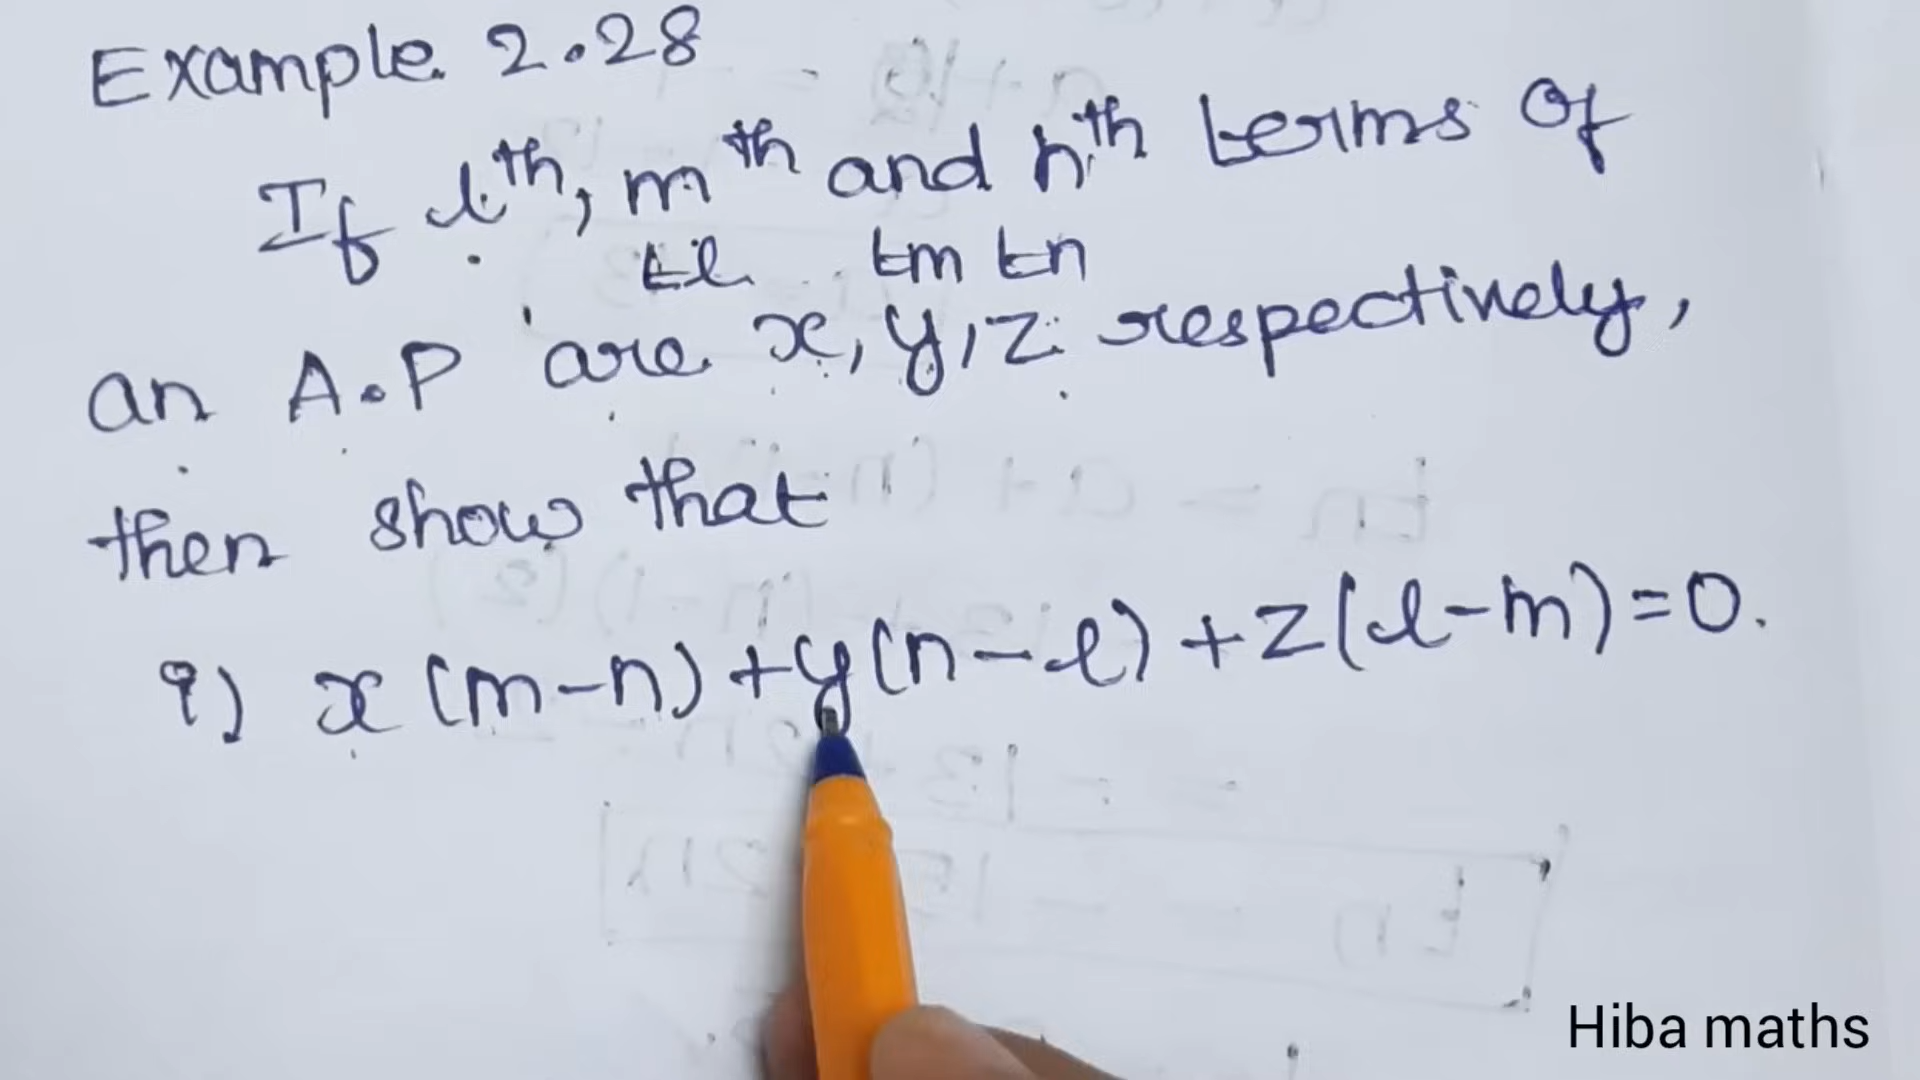 Example 2.28
If lth, mth and nth terms of
tl tm tn
an A.P are x, y, z respectively,
then show that
i) x(m-n)+y(n-l)+z(l-m)=0.
Hiba maths